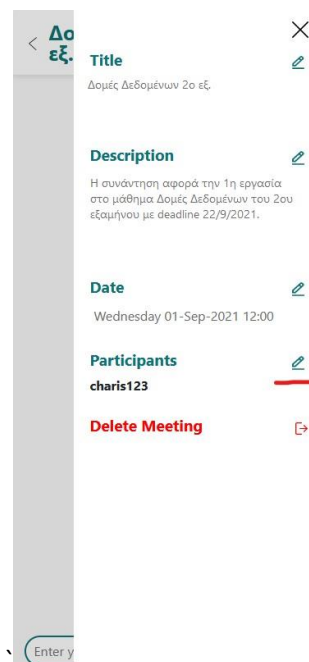 Δο
εξ.
Title
Δομές Δεδομένων 2ο εξ.
Description
Η συνάντηση αφορά την 1η εργασία
στο μάθημα Δομές Δεδομένων του 2ου
εξαμήνου με deadline 22/9/2021.
Date
Wednesday 01-Sep-2021 12:00
Participants
charis123
Delete Meeting
Enter y